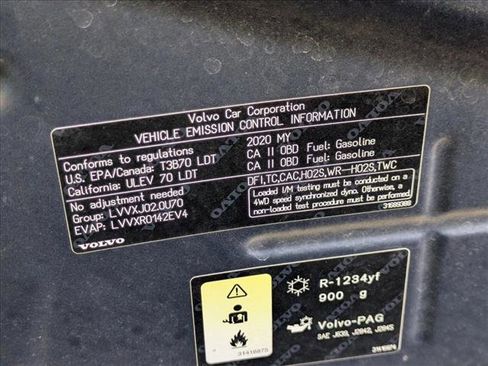 Volvo Car Corporation
VEHICLE EMISSION CONTROL INFORMATION
Conforms to regulations 2020 MY
U.S. EPA/Canada: T3B70 LDT CA II OBD Fuel: Gasoline
California: ULEV 70 LDT CA II OBD Fuel: Gasoline
No adjustment needed DFI,TC,CAC,HO2S,WR-HO2S,TWC
Group: LVVXJ02.0U70
EVAP: LVVXR0142EV4
Loaded I/M testing must be conducted on a
4WD speed synchronized dyno. Otherwise, a
non-loaded test procedure must be performed.
VOLVO
R-1234yf
900 g
Volvo-PAG
SAE J639, J2842, J2845
31416875